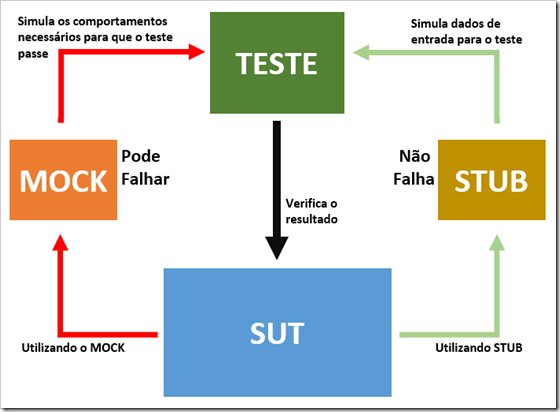 Simula os comportamentos
necessários para que o teste
passe
TESTE
Simula dados de
entrada para o teste
MOCK
Pode
Falhar
Não
Falha
STUB
Verifica o
resultado
SUT
Utilizando o MOCK
Utilizando STUB